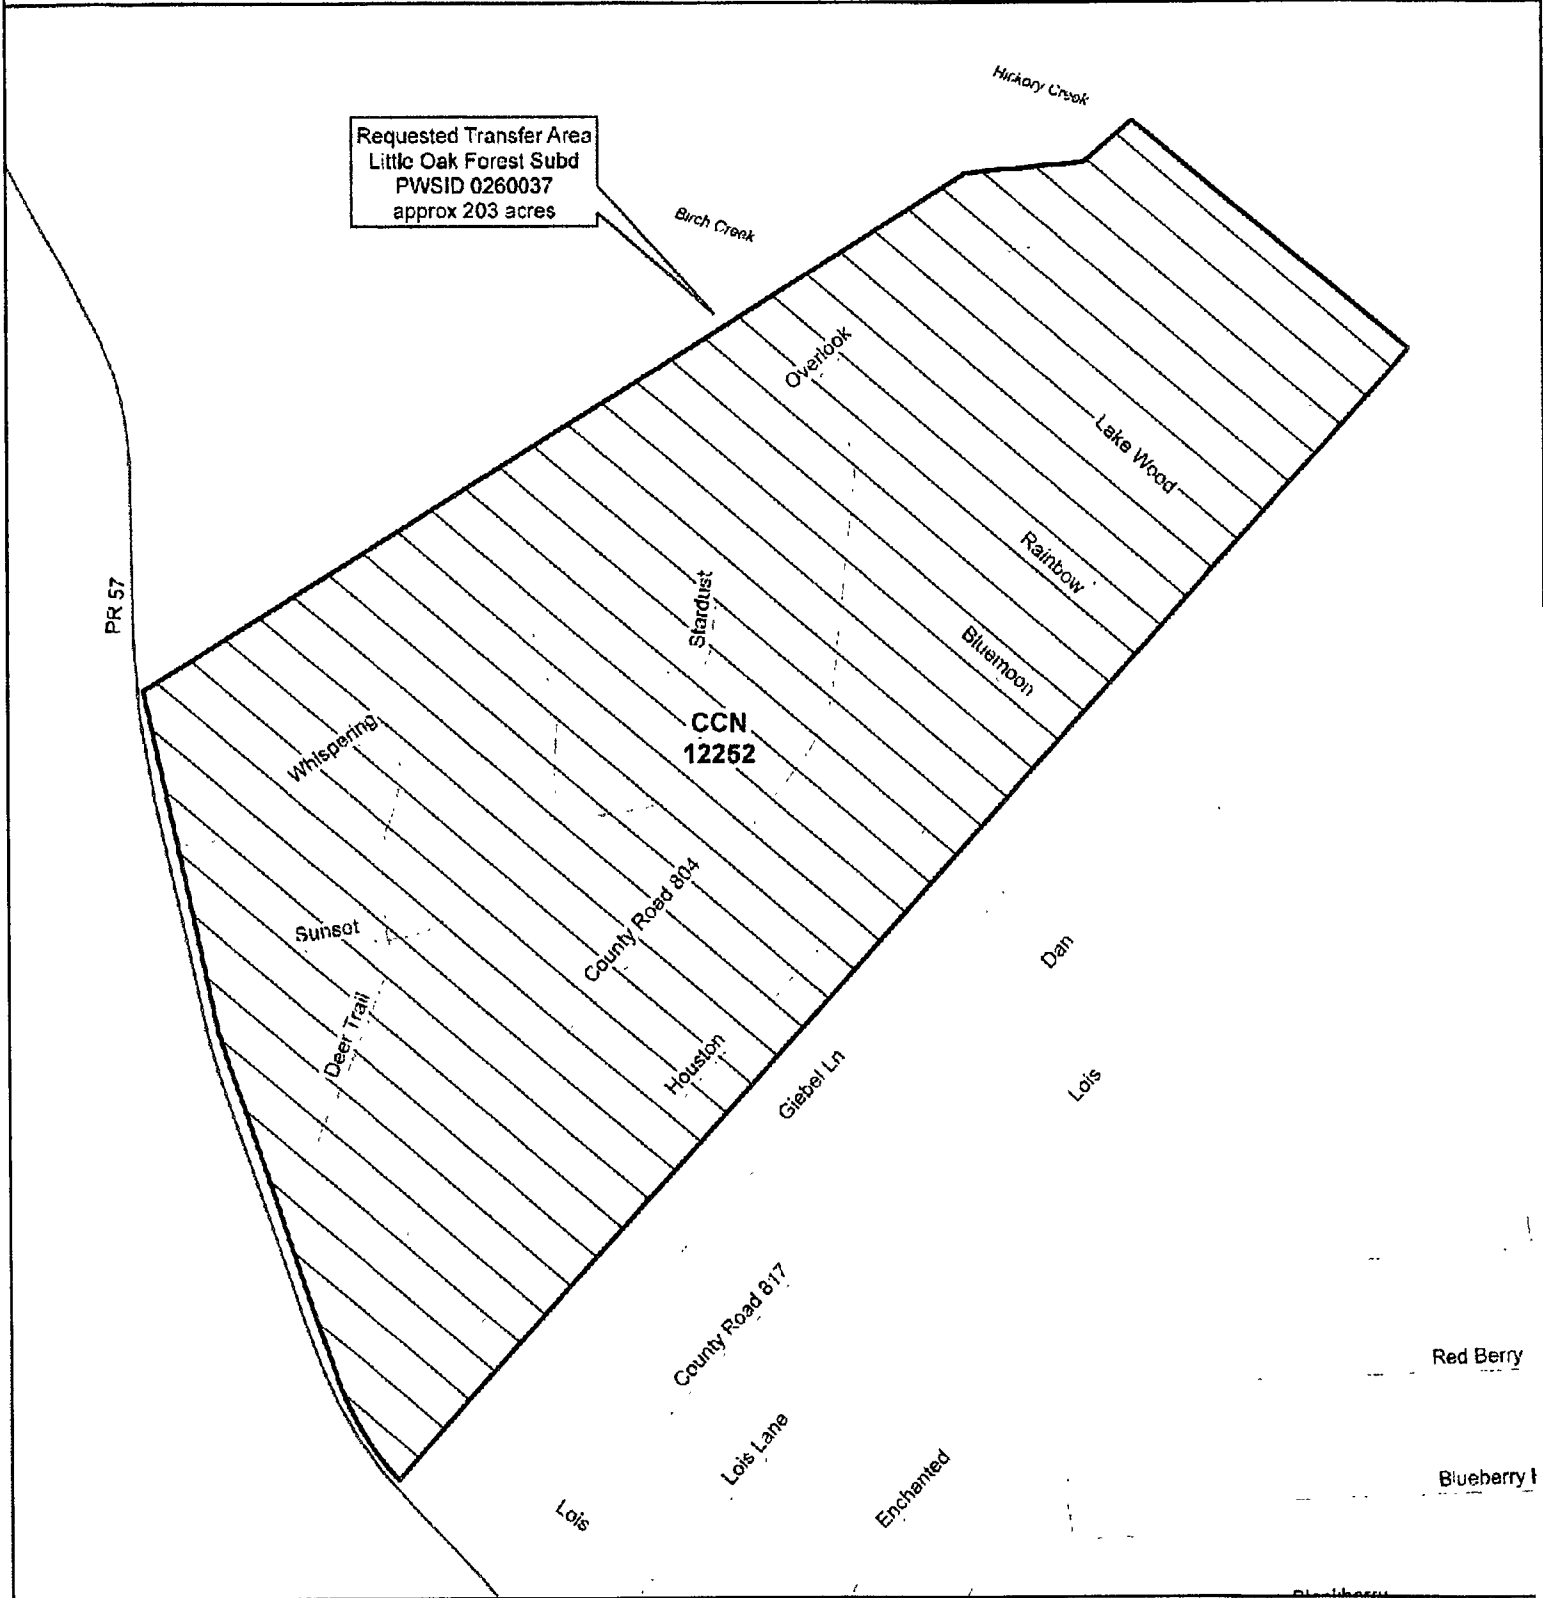 Hickory Creek
Requested Transfer Area
Little Oak Forest Subd
PWSID 0260037
approx 203 acres
Birch Creek
Overlook
Lake Wood
Rainbow
PR 57
Stardust
Bluemoon
CCN
12252
Whispering
County Road 804
Sunset
Dan
Deer Trail
Houston
Giebel Ln
Lois
County Road 817
Red Berry
Lois Lane
Enchanted
Blueberry
Lois